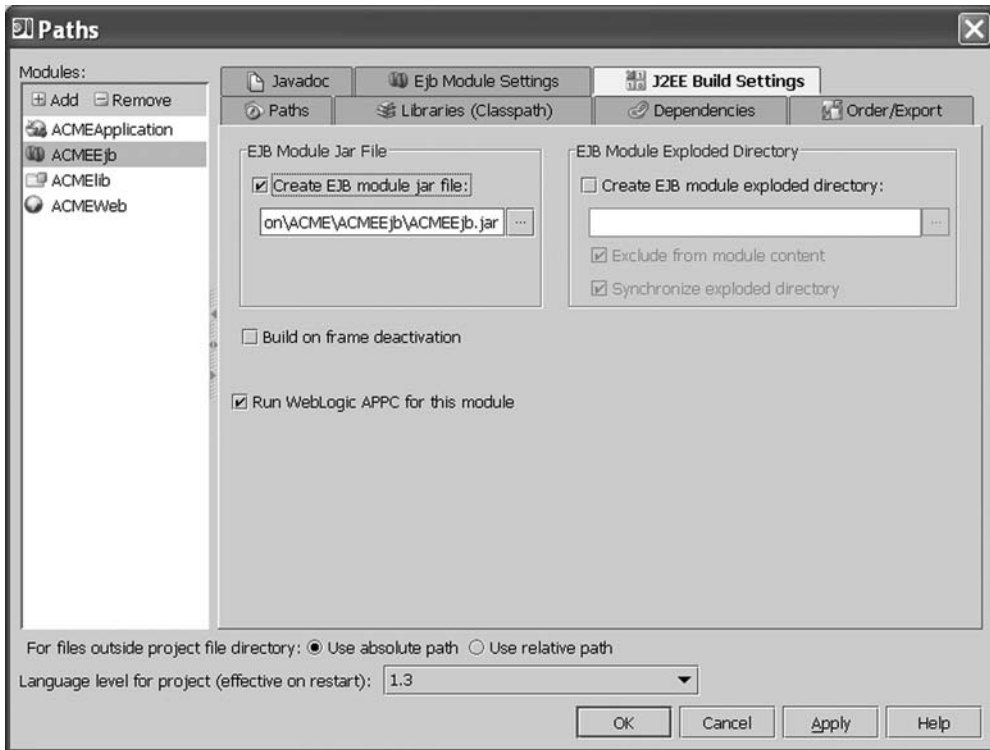 Paths
Modules:
Add Remove
ACMEApplication
ACMEEjb
ACMElib
ACMEWeb
Javadoc Ejb Module Settings J2EE Build Settings
Paths Libraries (Classpath) Dependencies Order/Export
EJB Module Jar File
Create EJB module jar file:
on\ACME\ACMEEjb\ACMEEjb.jar ...
EJB Module Exploded Directory
Create EJB module exploded directory:
...
Exclude from module content
Synchronize exploded directory
Build on frame deactivation
Run WebLogic APPC for this module
For files outside project file directory: Use absolute path Use relative path
Language level for project (effective on restart): 1.3
OK Cancel Apply Help